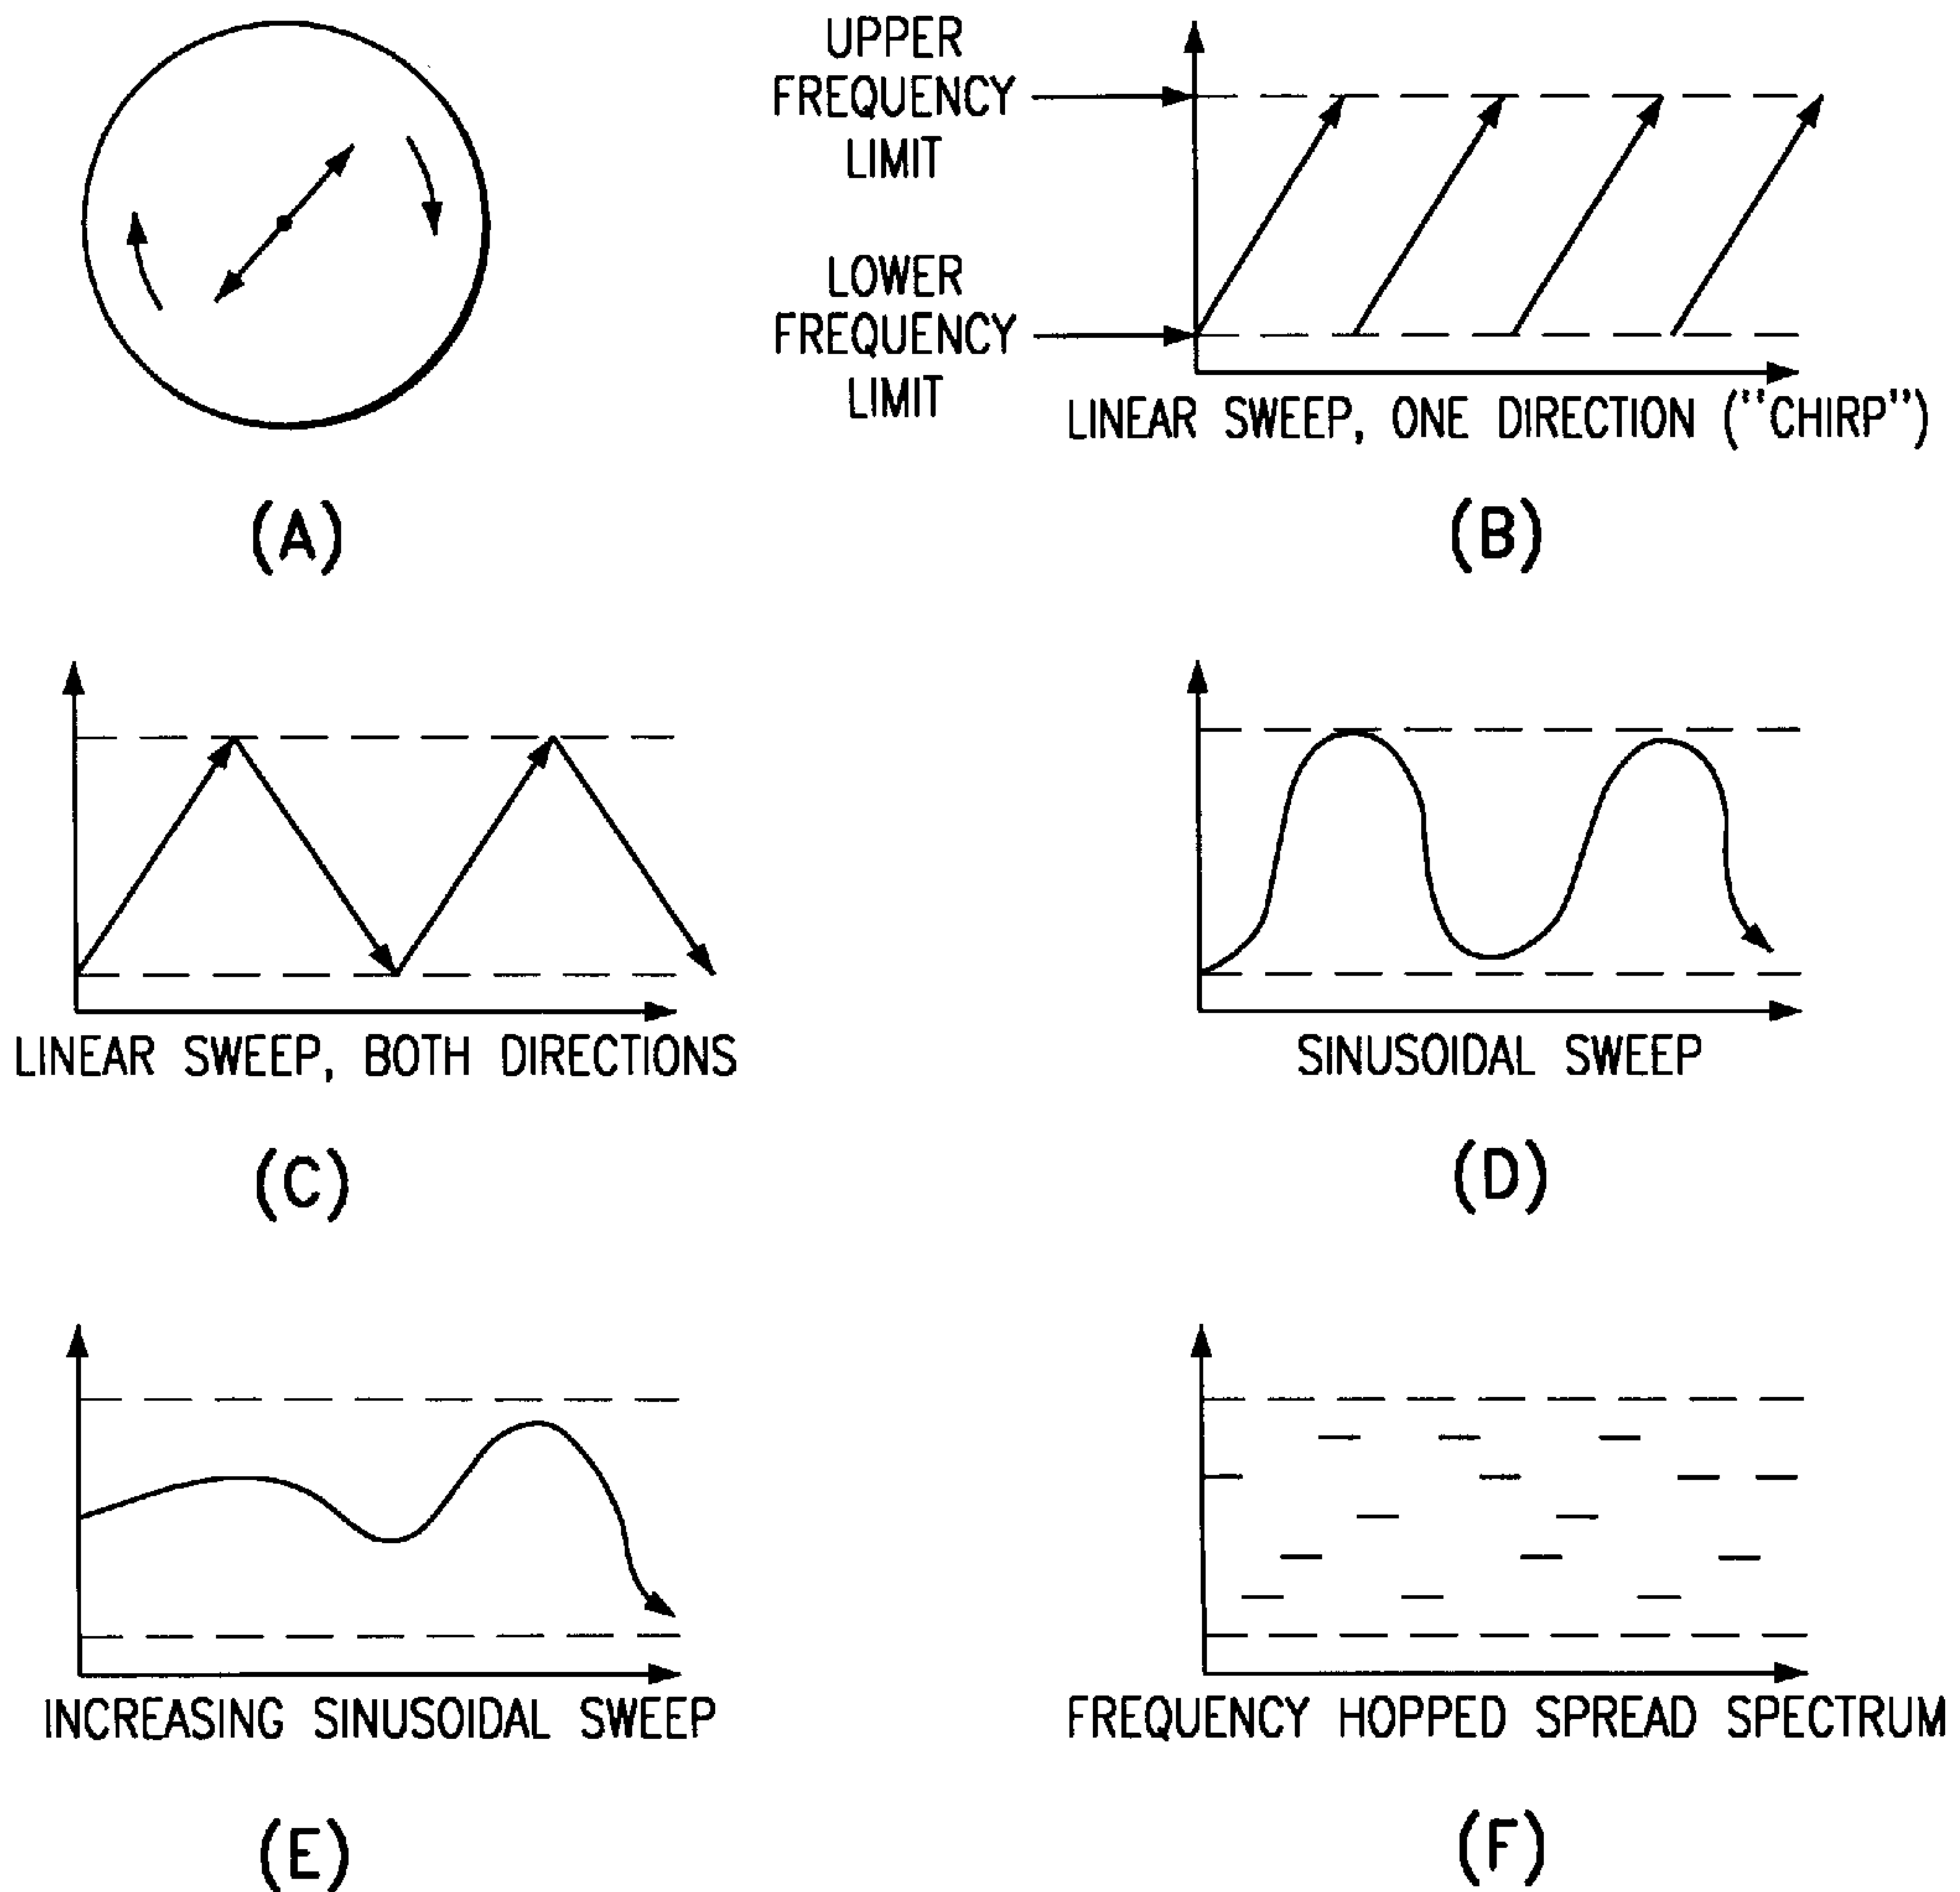 UPPER
FREQUENCY
LIMIT
LOWER
FREQUENCY
LIMIT
LINEAR SWEEP, ONE DIRECTION ("CHIRP")
(A)
(B)
LINEAR SWEEP, BOTH DIRECTIONS
SINUSOIDAL SWEEP
(C)
(D)
INCREASING SINUSOIDAL SWEEP
FREQUENCY HOPPED SPREAD SPECTRUM
(E)
(F)